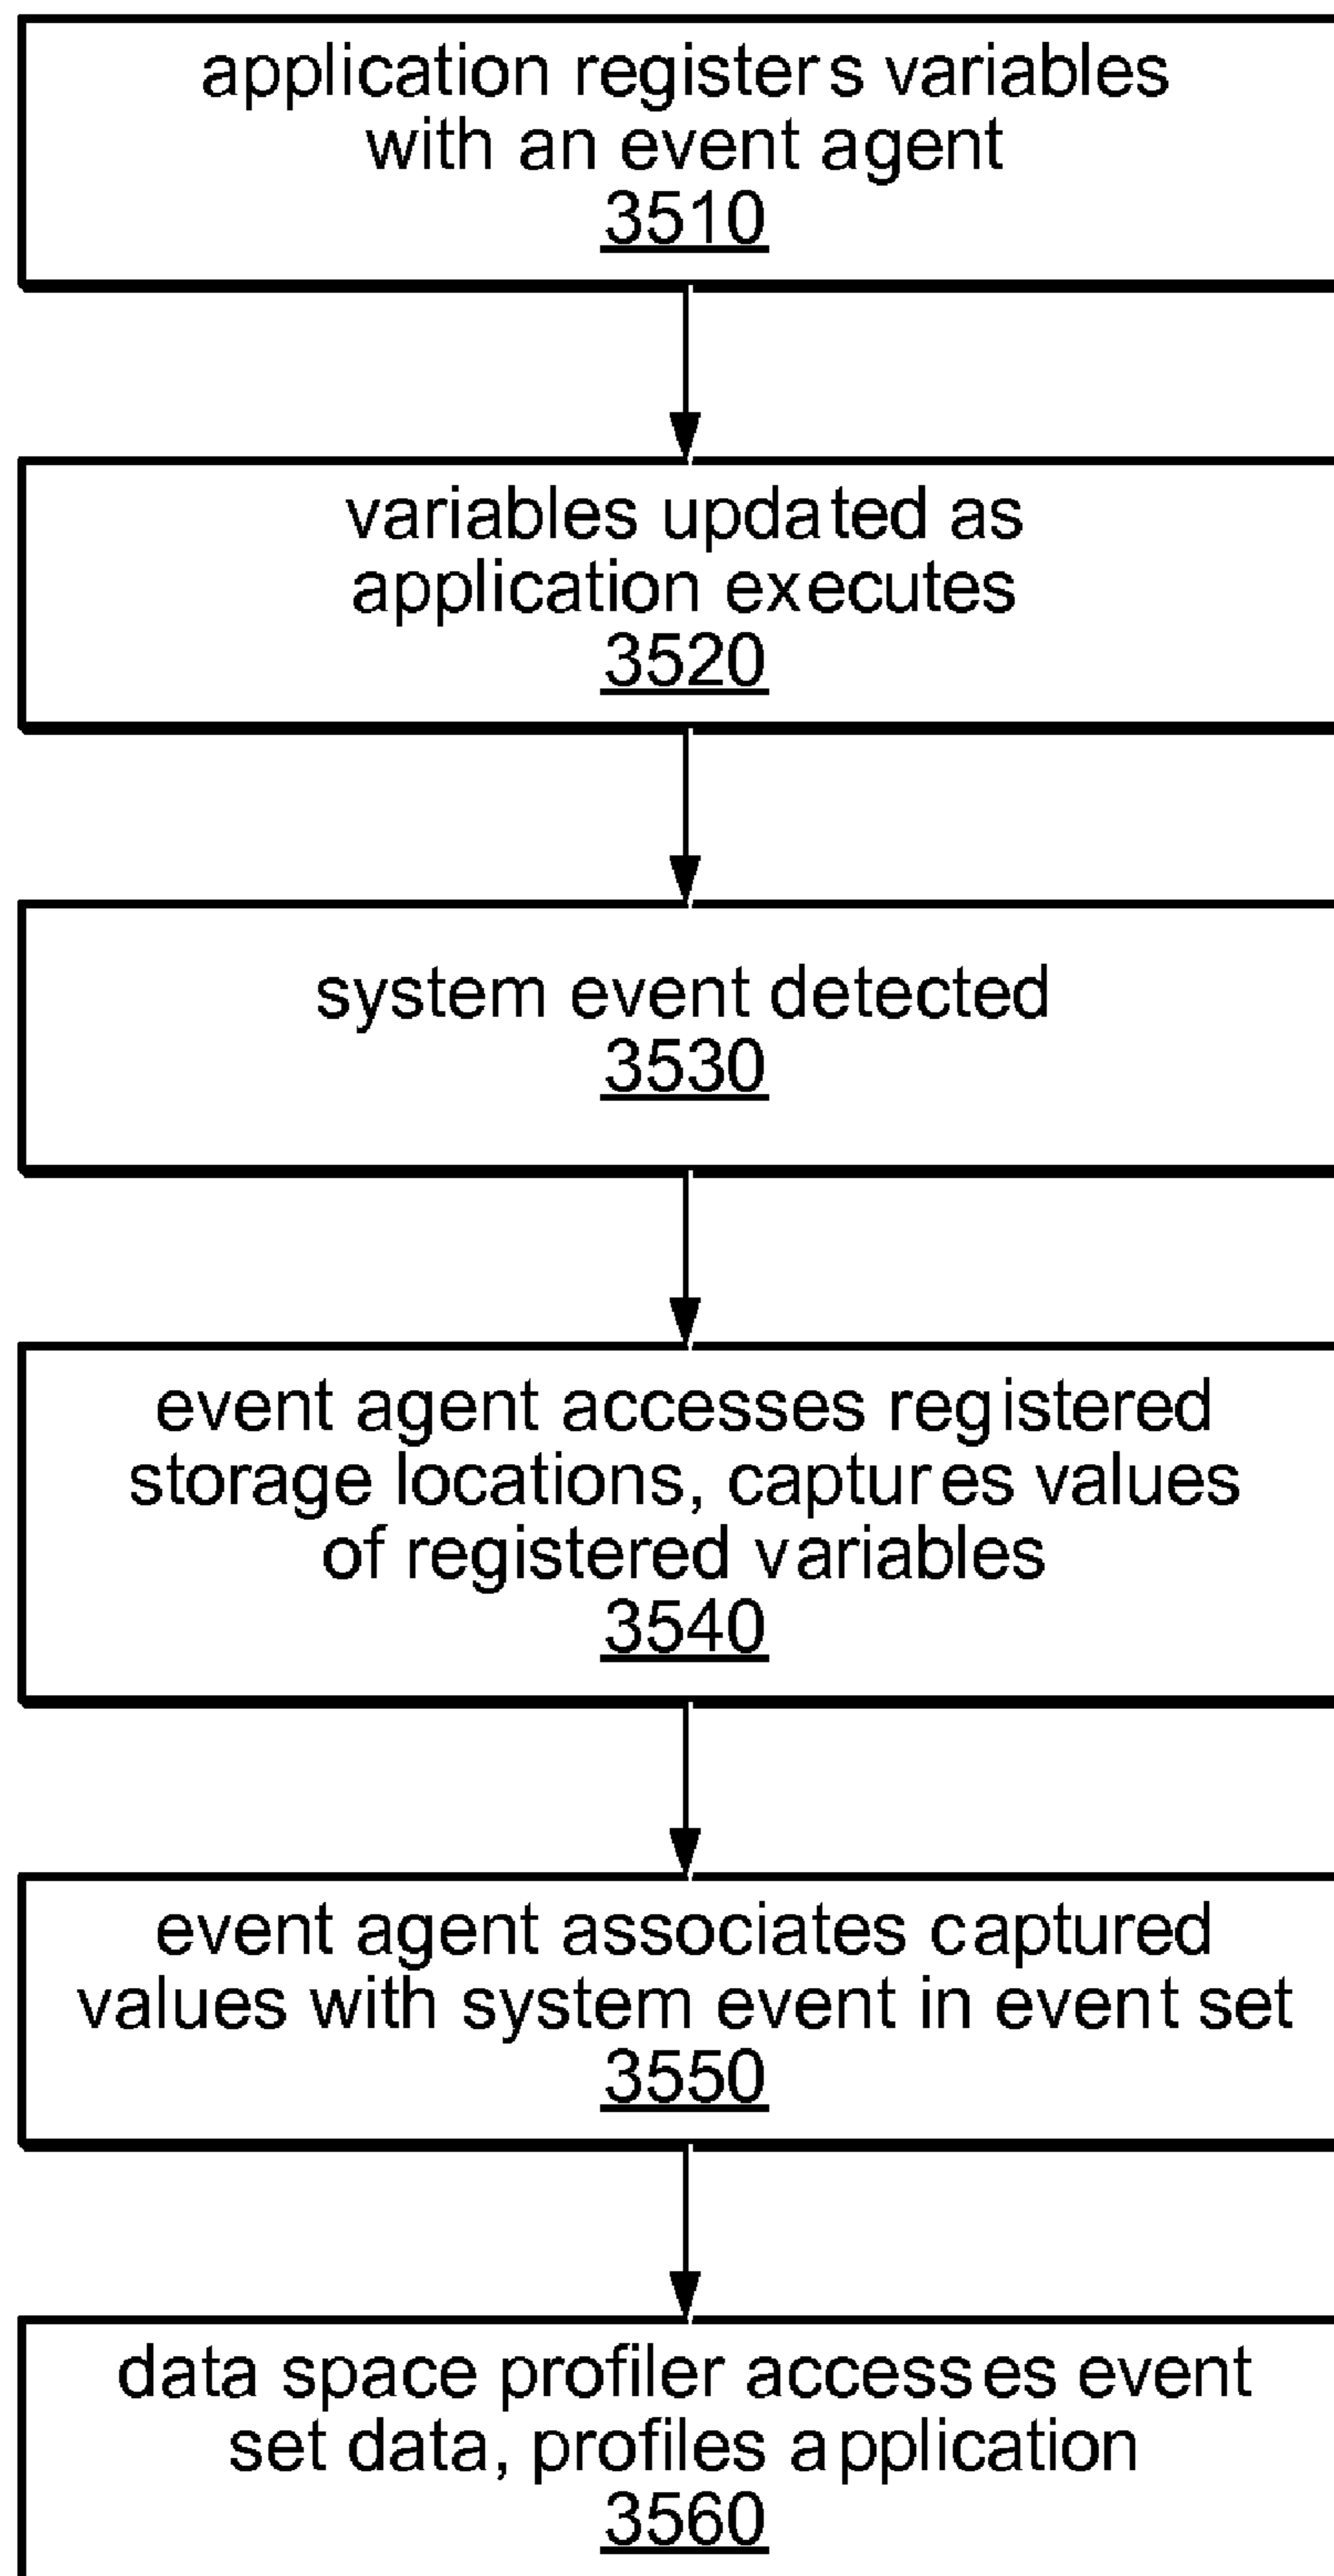 application registers variables
with an event agent
3510
variables updated as
application executes
3520
system event detected
3530
event agent accesses registered
storage locations, captures values
of registered variables
3540
event agent associates captured
values with system event in event set
3550
data space profiler accesses event
set data, profiles application
3560